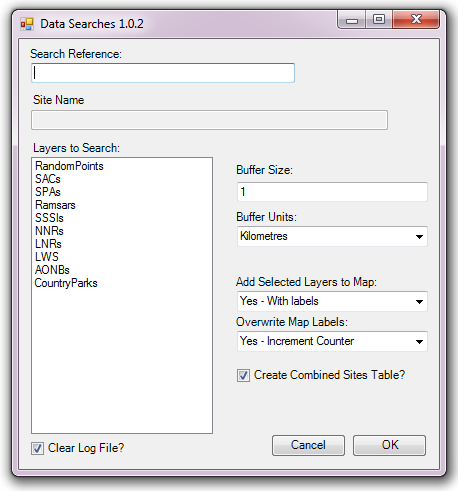 Data Searches 1.0.2
Search Reference:
Site Name
Layers to Search:
RandomPoints
SACs
SPAs
Ramsars
SSSIs
NNRs
LNRs
LWS
AONBs
CountryParks
Buffer Size:
1
Buffer Units:
Kilometres
Add Selected Layers to Map:
Yes - With labels
Overwrite Map Labels:
Yes - Increment Counter
Create Combined Sites Table?
Clear Log File?
Cancel
OK